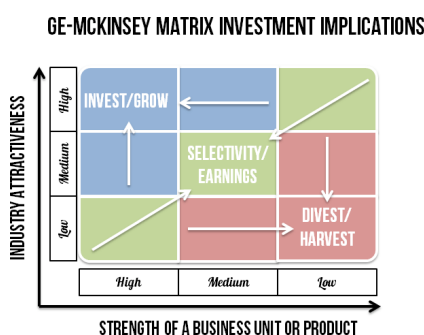 GE-MCKINSEY MATRIX INVESTMENT IMPLICATIONS
INDUSTRY ATTRACTIVENESS
High
Medium
Low
INVEST/GROW
SELECTIVITY/
EARNINGS
DIVEST/
HARVEST
High
Medium
Low
STRENGTH OF A BUSINESS UNIT OR PRODUCT